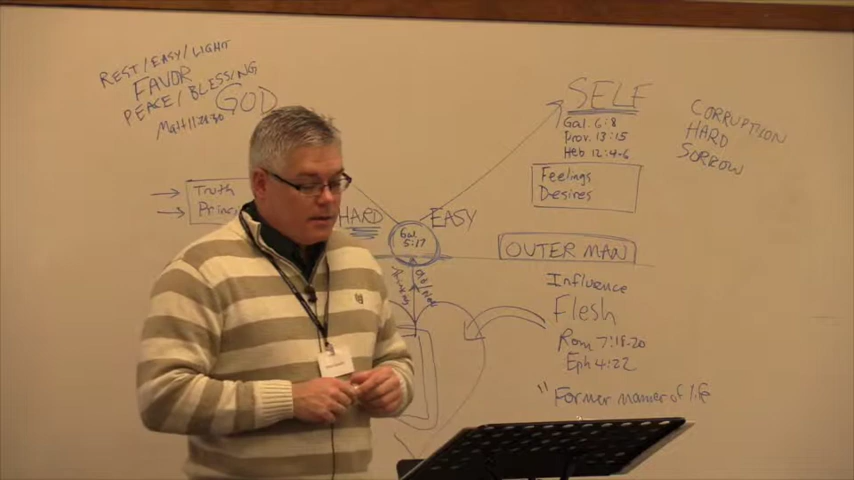 REST/EASY/LIGHT
FAVOR
PEACE/BLESSING
GOD
Matt 11:28-30
Truth
HARD
EASY
Gal.
5:17
SELF
Gal. 6:8
Prov. 13:15
Heb 12:4-6
CORRUPTION
HARD
SORROW
Feelings
Desires
OUTER MAN
Influence
Flesh
Rom 7:18-20
Eph 4:22
"Former manner of life